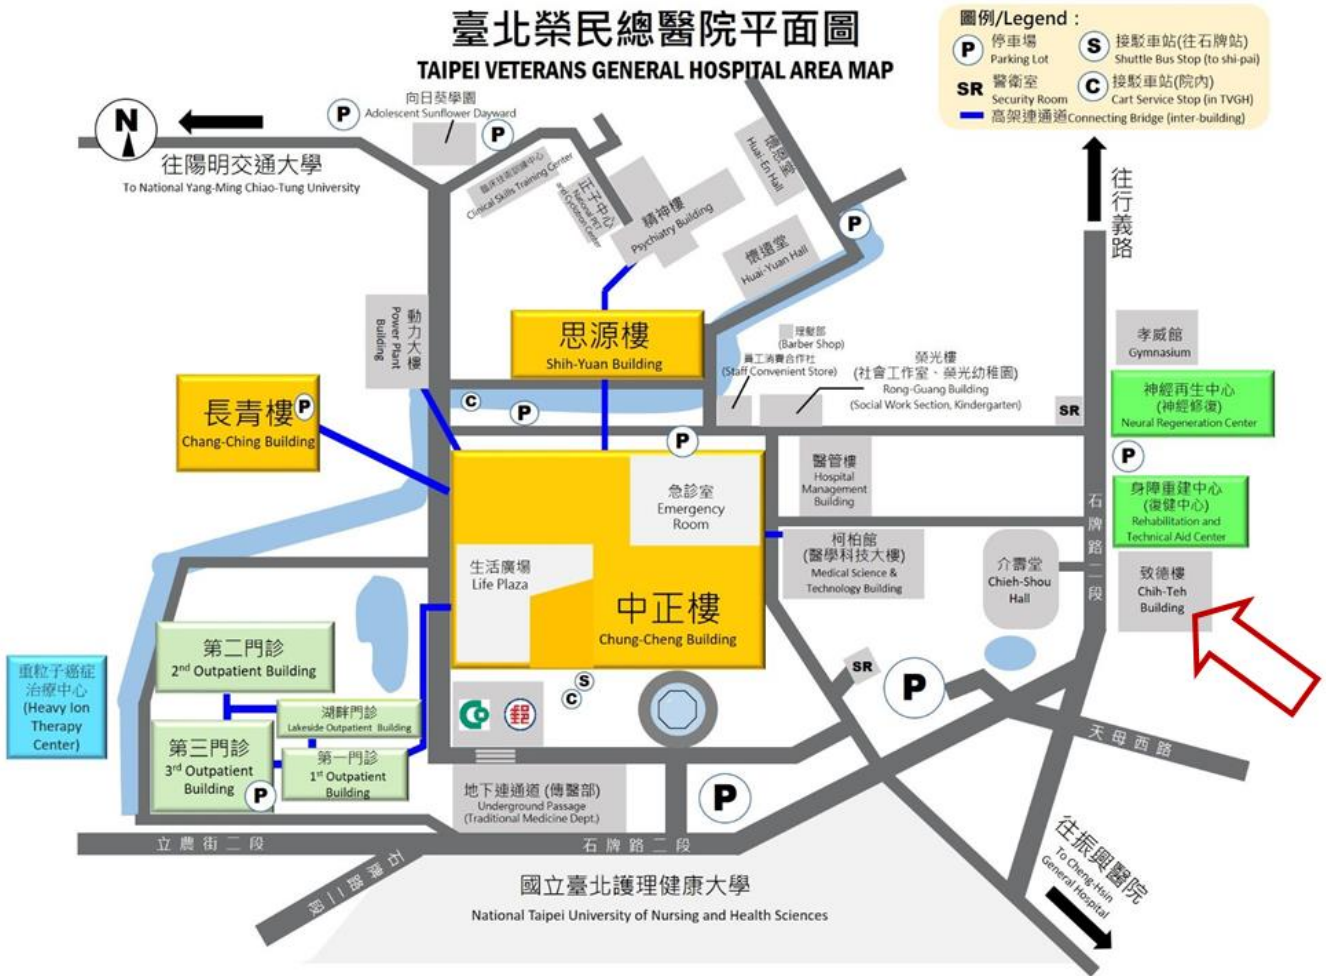 臺北榮民總醫院平面圖
TAIPEI VETERANS GENERAL HOSPITAL AREA MAP
圖例/Legend：
P
停車場
Parking Lot
S
接駁車站(往石牌站)
Shuttle Bus Stop (to shi-pai)
SR
警衛室
Security Room
C
接駁車站(院內)
Cart Service Stop (in TVGH)
高架連通道Connecting Bridge (inter-building)
N
往陽明交通大學
To National Yang-Ming Chiao-Tung University
P
向日葵學園
Adolescent Sunflower Dayward
P
臨床技術訓練中心
Clinical Skills Training Center
正子中心
National PET
and Cyclotron Center
精神樓
Psychiatry Building
懷恩堂
Huai-En Hall
懷遠堂
Huai-Yuan Hall
P
往行義路
動力大樓
Power Plant
Building
思源樓
Shih-Yuan Building
理髮部
(Barber Shop)
員工消費合作社
(Staff Convenient Store)
榮光樓
(社會工作室、榮光幼稚園)
Rong-Guang Building
(Social Work Section, Kindergarten)
孝威館
Gymnasium
長青樓
P
Chang-Ching Building
C
P
P
SR
神經再生中心
(神經修復)
Neural Regeneration Center
P
急診室
Emergency
Room
醫管樓
Hospital
Management
Building
石牌路二段
身障重建中心
(復健中心)
Rehabilitation and
Technical Aid Center
生活廣場
Life Plaza
中正樓
Chung-Cheng Building
柯柏館
(醫學科技大樓)
Medical Science &
Technology Building
介壽堂
Chieh-Shou
Hall
致德樓
Chih-Teh
Building
第二門診
2nd Outpatient Building
重粒子癌症
治療中心
(Heavy Ion
Therapy
Center)
湖畔門診
Lakeside Outpatient Building
第三門診
3rd Outpatient
Building
P
第一門診
1st Outpatient
Building
S
C
郵
SR
P
天母西路
地下連通道 (傳醫部)
Underground Passage
(Traditional Medicine Dept.)
P
立農街二段
石牌路二段
石牌路二段
往振興醫院
To Cheng-Hsin
General Hospital
國立臺北護理健康大學
National Taipei University of Nursing and Health Sciences